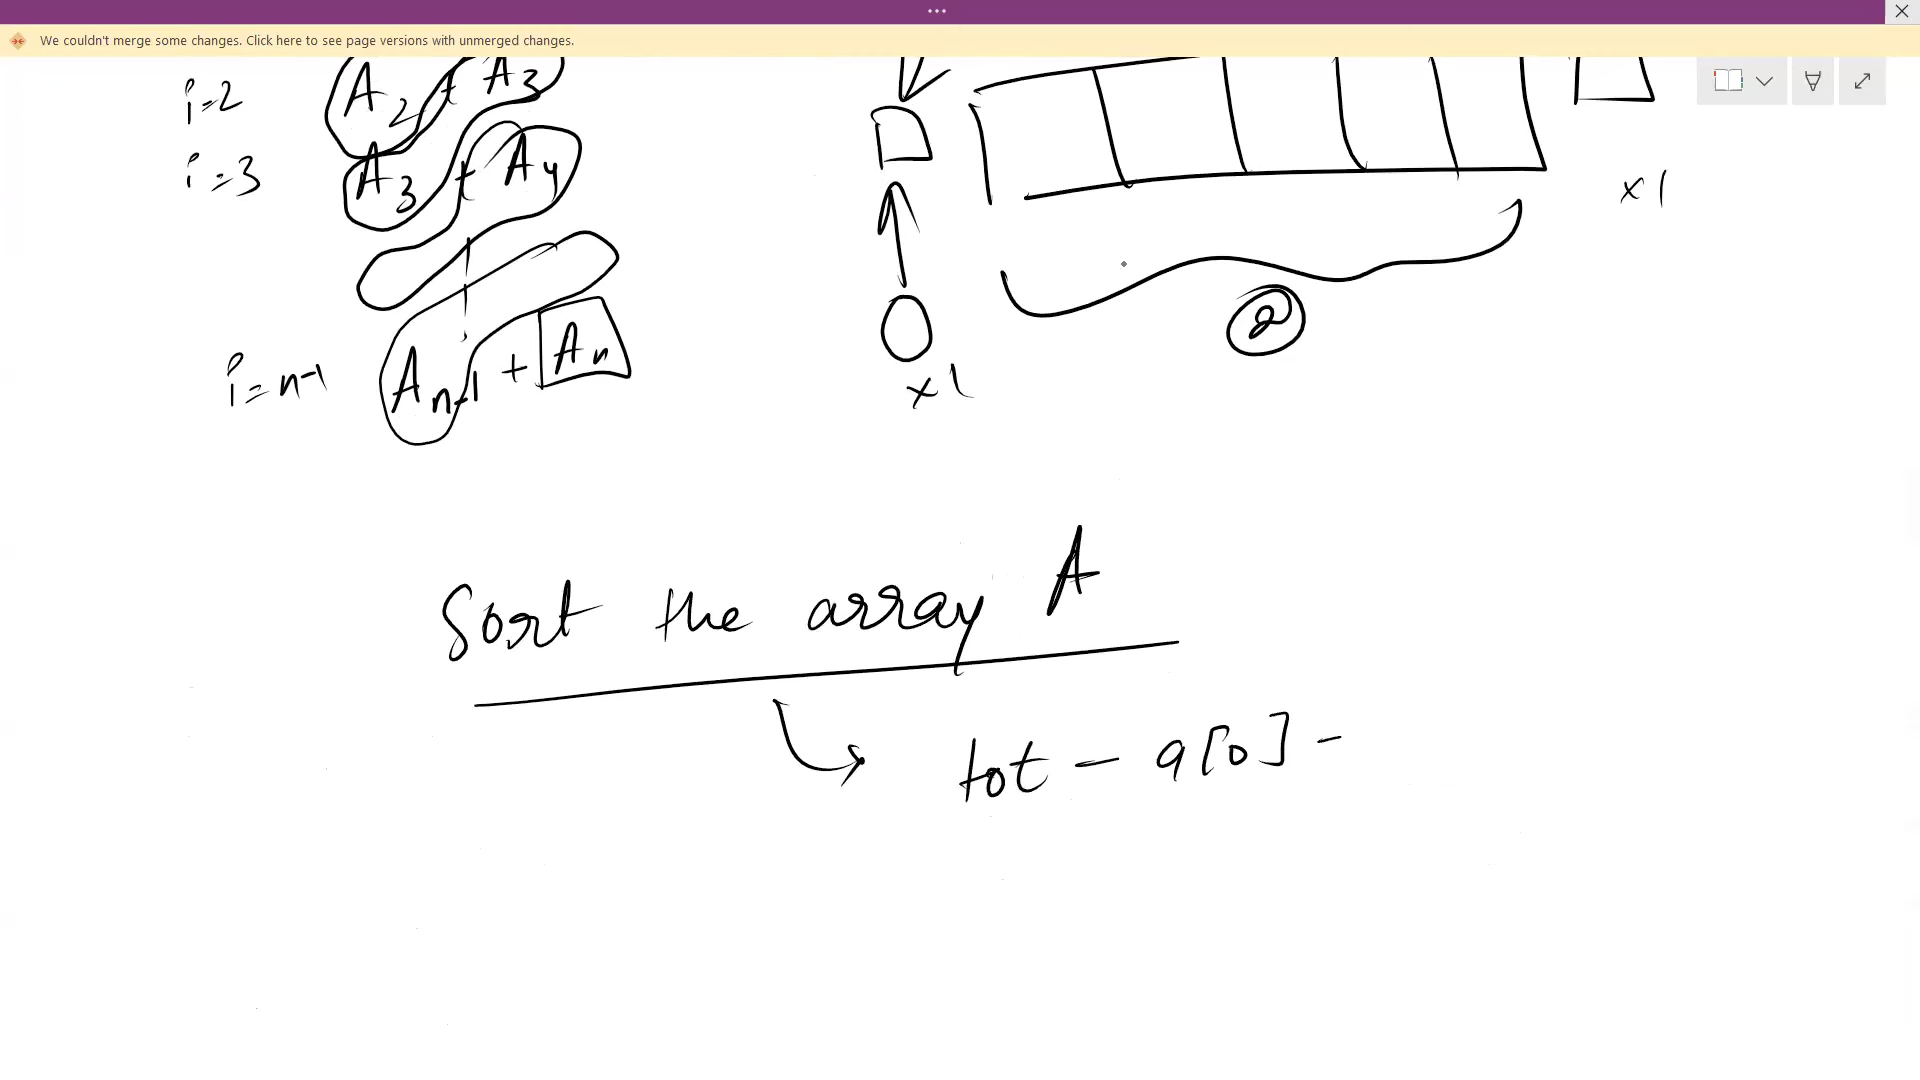 We couldn't merge some changes. Click here to see page versions with unmerged changes.
i=2 A2 + A3
i=3 A3 + A4
i=n-1 An-1 + An
x1
2
x1
Sort the array A
tot - a[0] -